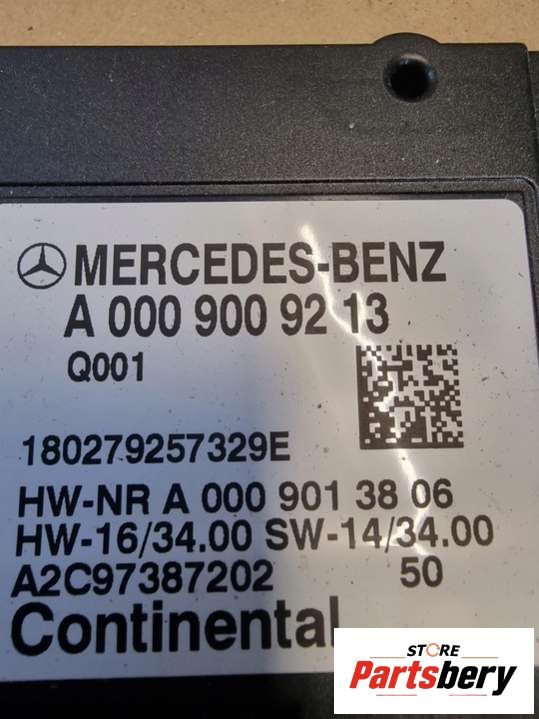 MERCEDES-BENZ
A 000 900 92 13
Q001
180279257329E
HW-NR A 000 901 38 06
HW-16/34.00 SW-14/34.00
A2C97387202 50
Continental
STORE
Partsbery